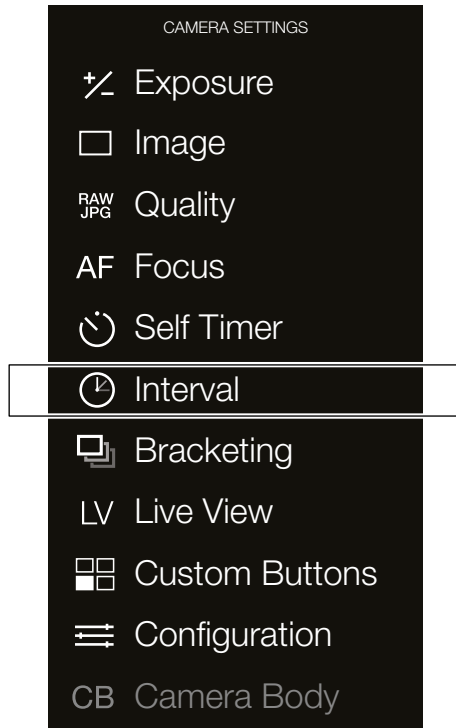 CAMERA SETTINGS
+/– Exposure
Image
RAW JPG Quality
AF Focus
Self Timer
Interval
Bracketing
LV Live View
Custom Buttons
Configuration
CB Camera Body